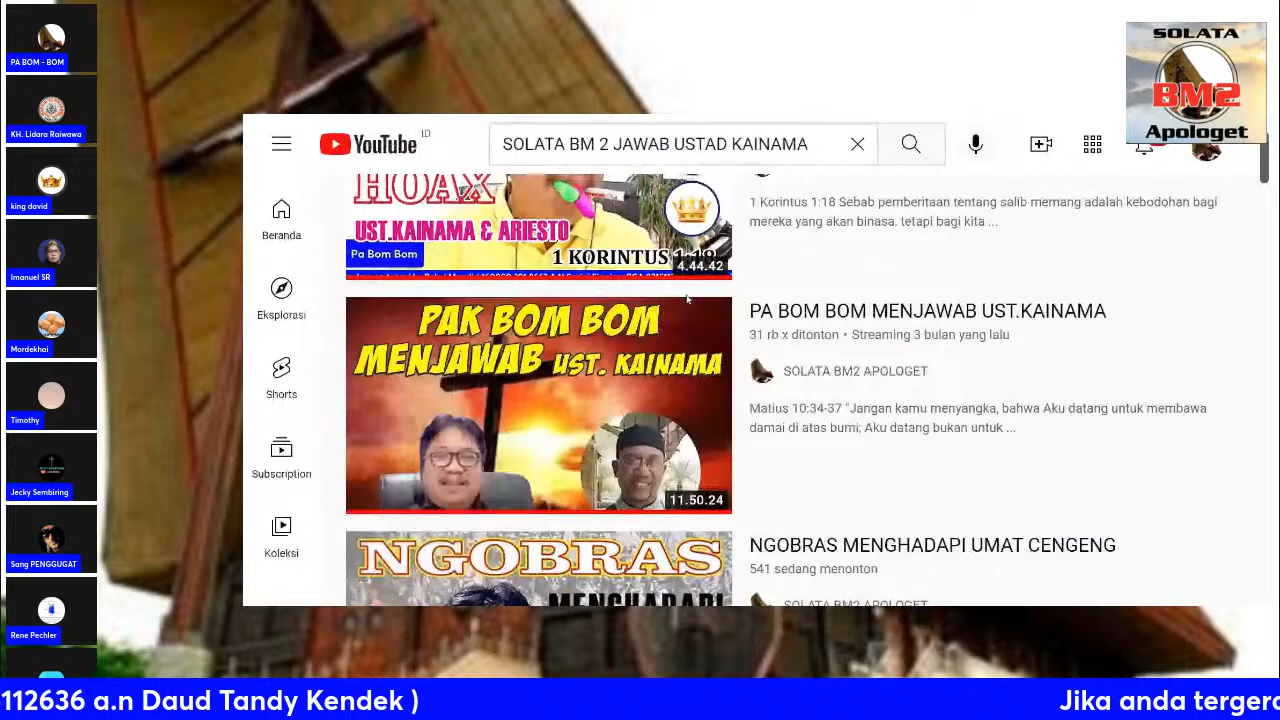 PA BOM - BOM
KH. Lidara Raiwawa
king david
Imanuel SR
Mordekhai
Timothy
Jecky Sembiring
Sang PENGGUGAT
Rene Pechler
SOLATA
BM2
Apologet
YouTube ID
SOLATA BM 2 JAWAB USTAD KAINAMA
Beranda
Eksplorasi
Shorts
Subscription
Koleksi
HOAX
UST.KAINAMA & ARIESTO
Pa Bom Bom
1 KORINTUS 1:18
4.44.42
1 Korintus 1:18 Sebab pemberitaan tentang salib memang adalah kebodohan bagi
mereka yang akan binasa, tetapi bagi kita ...
PAK BOM BOM
MENJAWAB UST. KAINAMA
11.50.24
PA BOM BOM MENJAWAB UST.KAINAMA
31 rb x ditonton • Streaming 3 bulan yang lalu
SOLATA BM2 APOLOGET
Matius 10:34-37 "Jangan kamu menyangka, bahwa Aku datang untuk membawa
damai di atas bumi; Aku datang bukan untuk ...
NGOBRAS
MENGHADAPI
NGOBRAS MENGHADAPI UMAT CENGENG
541 sedang menonton
SOLATA BM2 APOLOGET
112636 a.n Daud Tandy Kendek )
Jika anda tergera